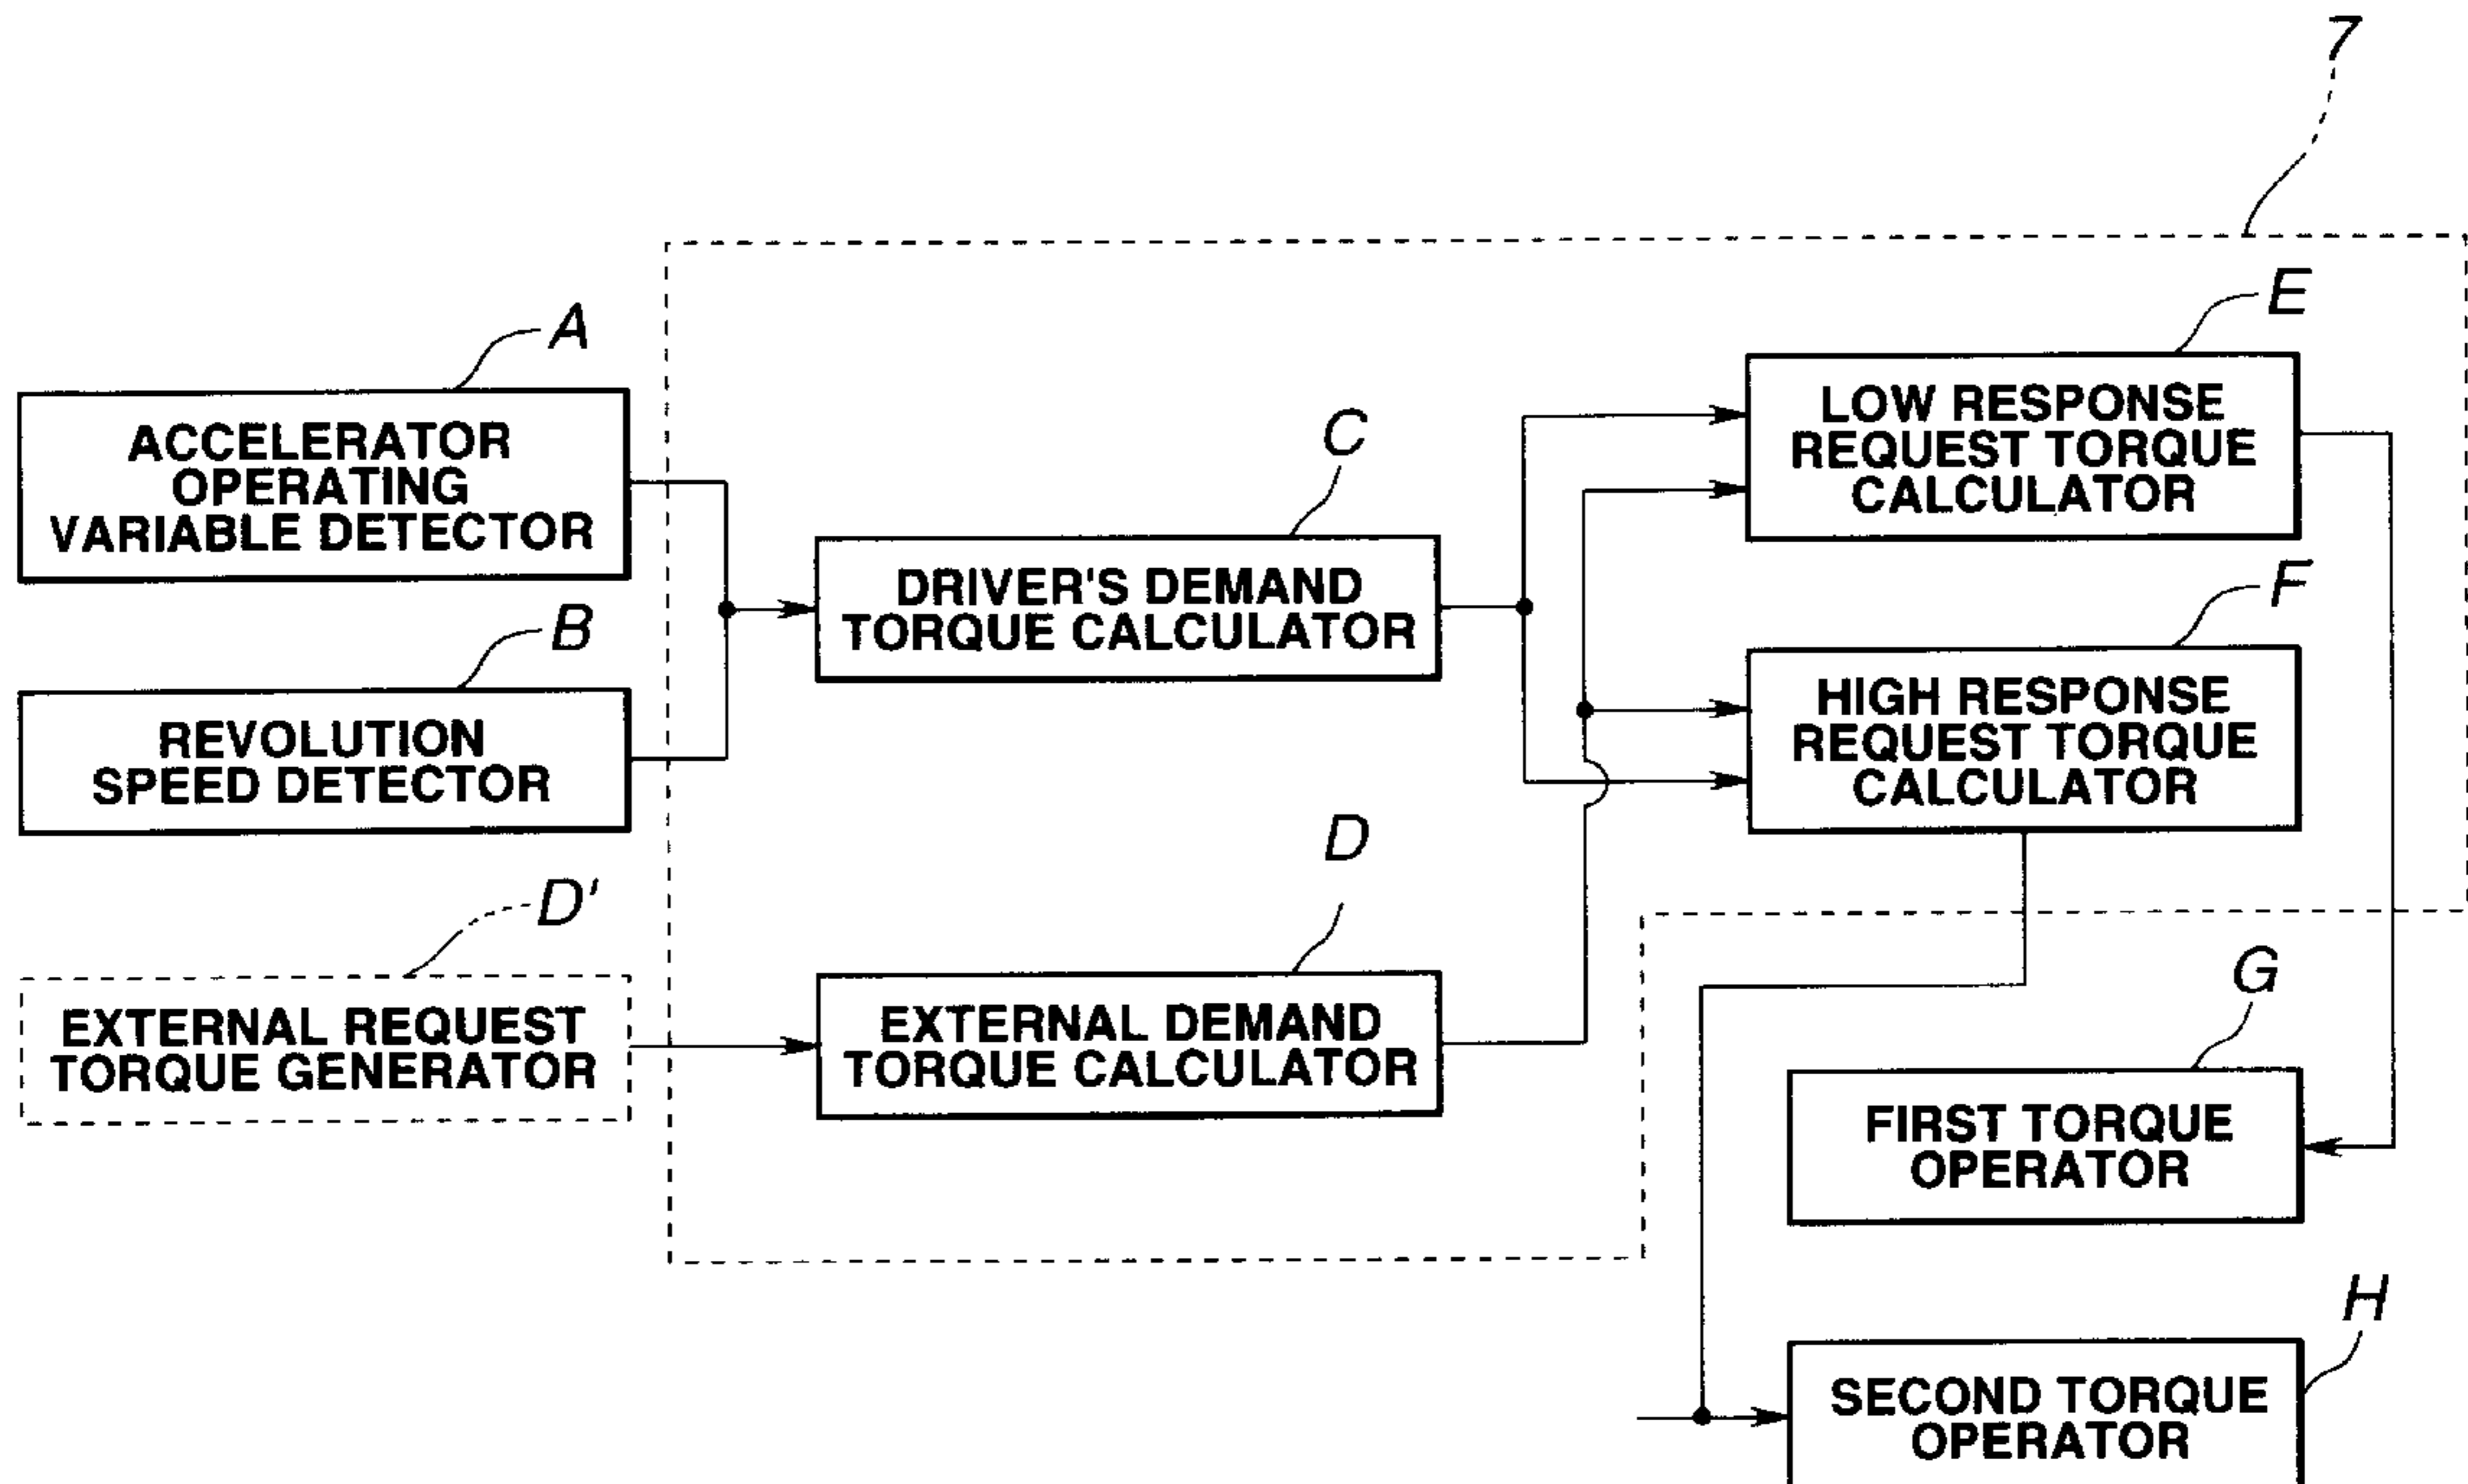 7
A
ACCELERATOR
OPERATING
VARIABLE DETECTOR
B
REVOLUTION
SPEED DETECTOR
D'
EXTERNAL REQUEST
TORQUE GENERATOR
C
DRIVER'S DEMAND
TORQUE CALCULATOR
D
EXTERNAL DEMAND
TORQUE CALCULATOR
E
LOW RESPONSE
REQUEST TORQUE
CALCULATOR
F
HIGH RESPONSE
REQUEST TORQUE
CALCULATOR
G
FIRST TORQUE
OPERATOR
H
SECOND TORQUE
OPERATOR